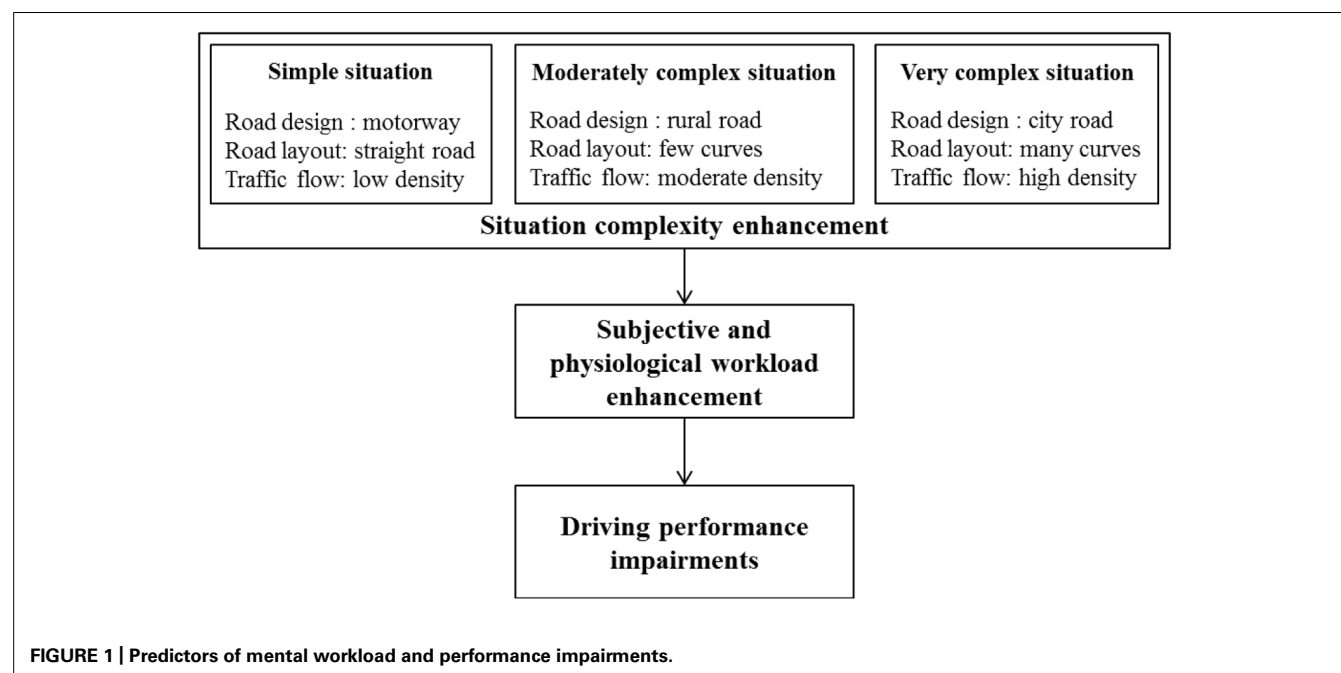 Simple situation
Road design : motorway
Road layout: straight road
Traffic flow: low density
Moderately complex situation
Road design : rural road
Road layout: few curves
Traffic flow: moderate density
Very complex situation
Road design : city road
Road layout: many curves
Traffic flow: high density
Situation complexity enhancement
Subjective and
physiological workload
enhancement
Driving performance
impairments
FIGURE 1 | Predictors of mental workload and performance impairments.